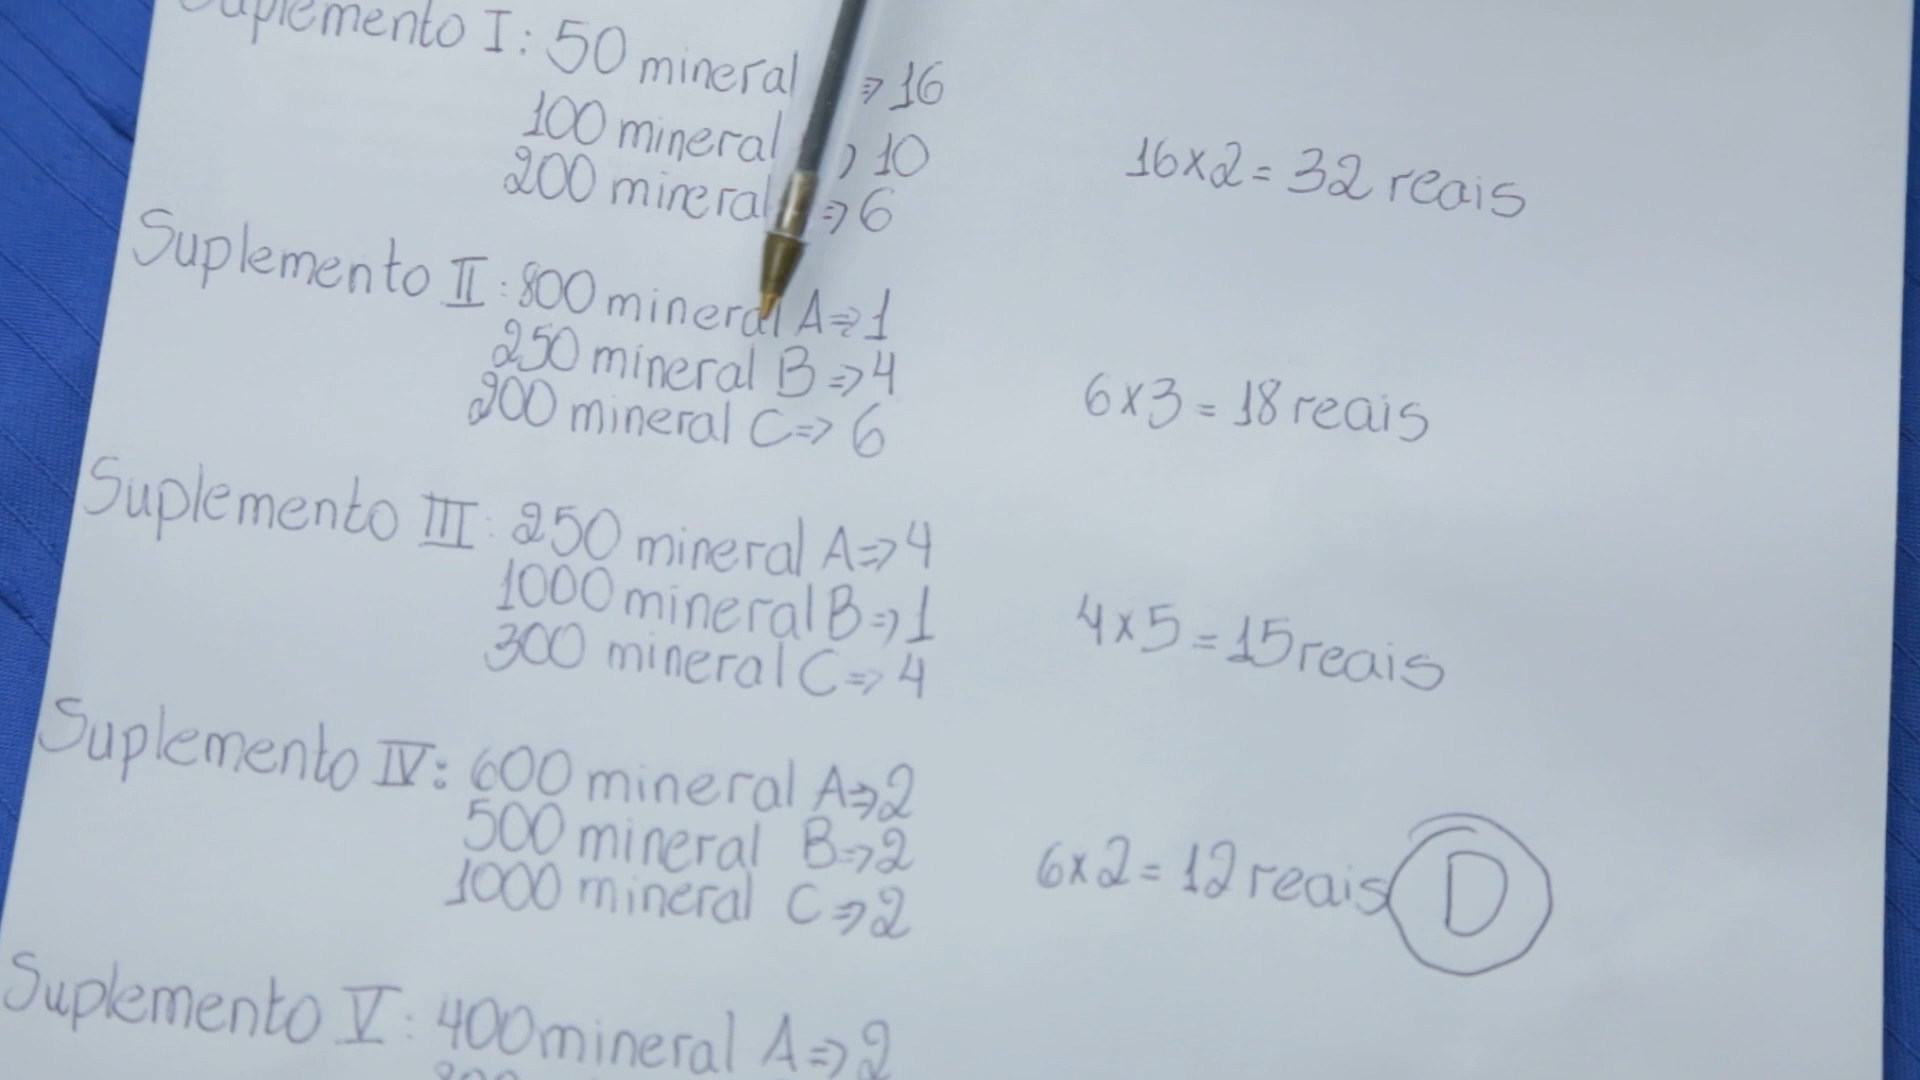 Suplemento I: 50 mineral => 16
100 mineral 10
200 mineral => 6
16x2 = 32 reais
Suplemento II: 800 mineral A => 1
250 mineral B => 4
200 mineral C => 6
6x3 = 18 reais
Suplemento III: 250 mineral A => 4
1000 mineral B => 1
300 mineral C => 4
4x5 = 15 reais
Suplemento IV: 600 mineral A => 2
500 mineral B => 2
1000 mineral C => 2
6x2 = 12 reais D
Suplemento V: 400 mineral A => 2